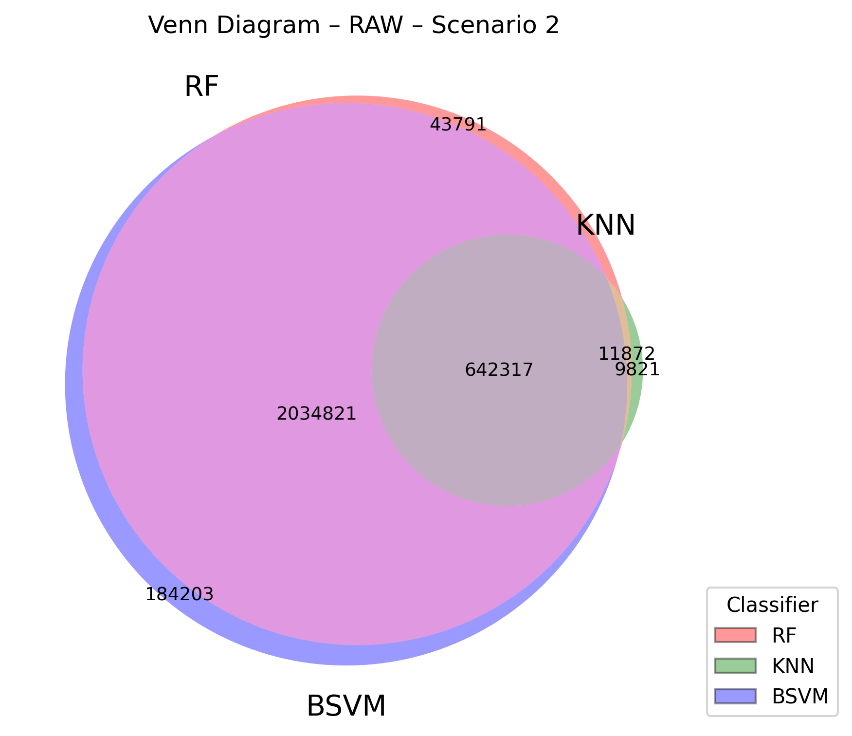 Venn Diagram – RAW – Scenario 2
RF
43791
KNN
11872
9821
642317
2034821
184203
BSVM
Classifier
RF
KNN
BSVM